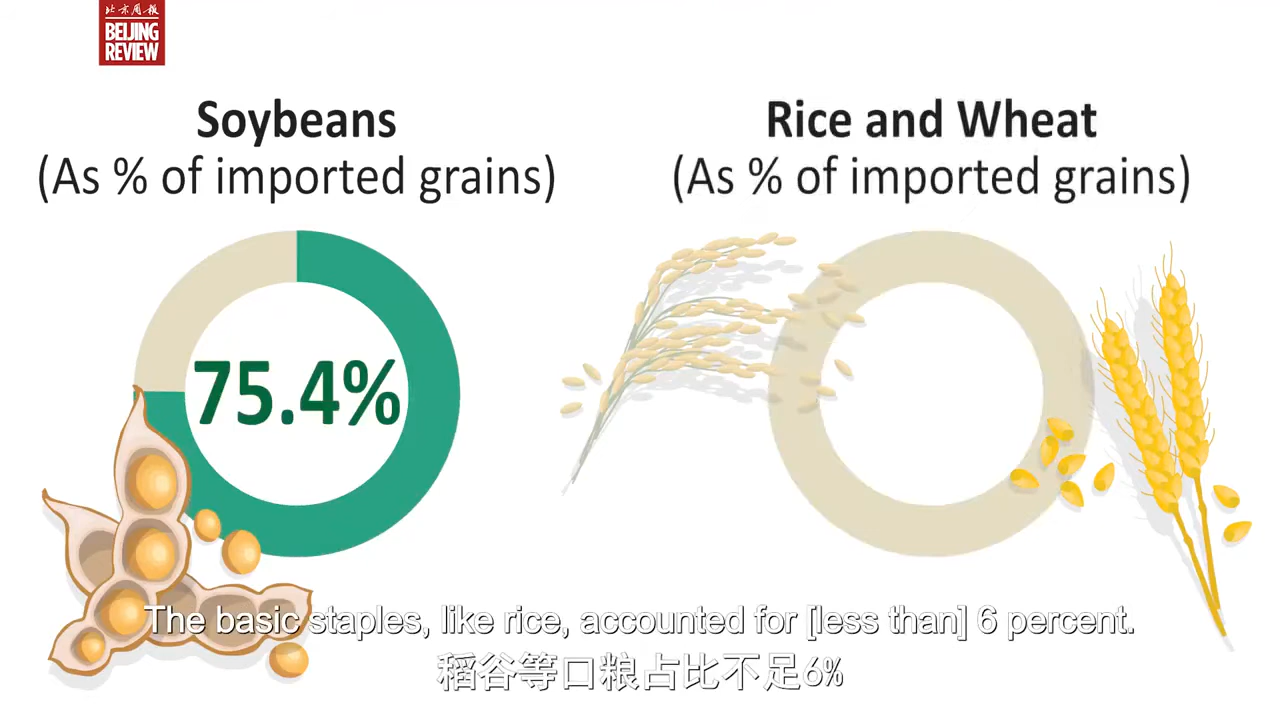 北京周报
BEIJING
REVIEW
Soybeans
(As % of imported grains)
Rice and Wheat
(As % of imported grains)
75.4%
The basic staples, like rice, accounted for [less than] 6 percent.
稻谷等口粮占比不足6%